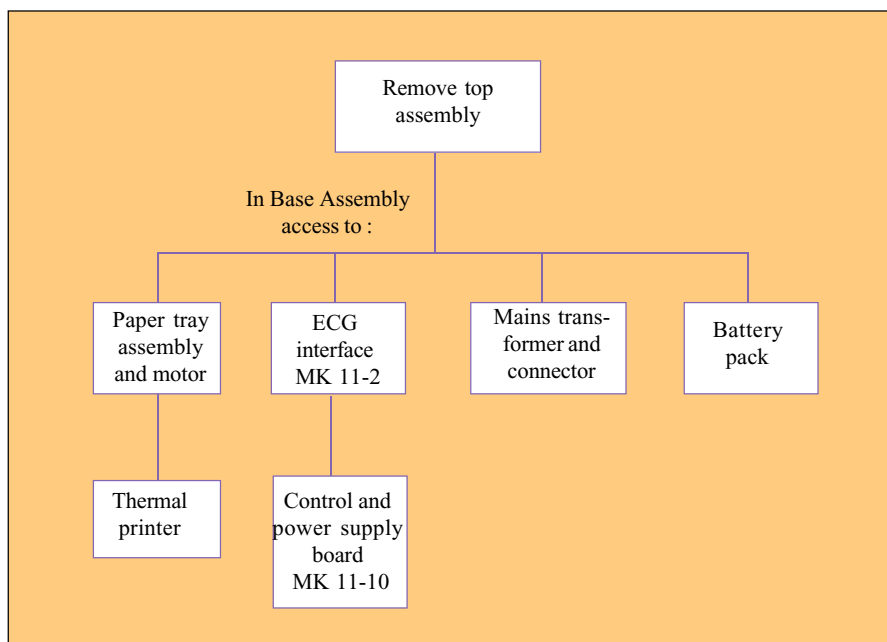 Remove top
assembly
In Base Assembly
access to :
Paper tray
assembly
and motor
ECG
interface
MK 11-2
Mains trans-
former and
connector
Battery
pack
Thermal
printer
Control and
power supply
board
MK 11-10